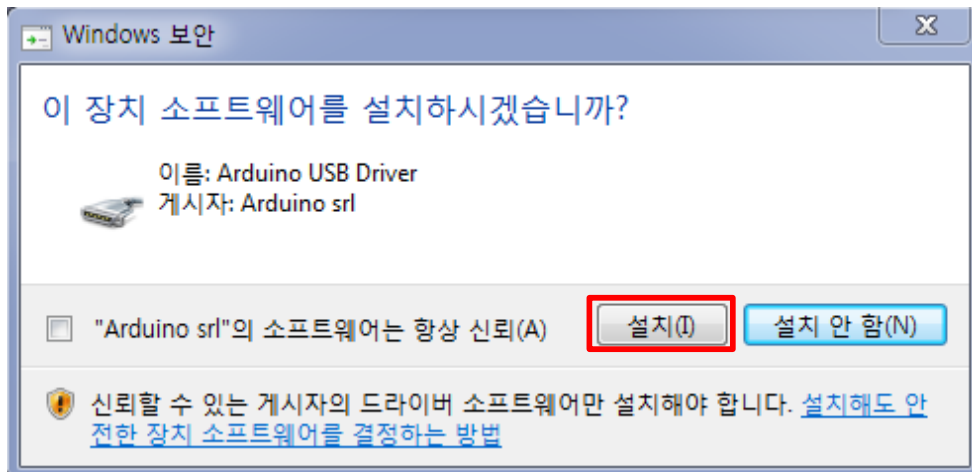 Windows 보안
이 장치 소프트웨어를 설치하시겠습니까?
이름: Arduino USB Driver
게시자: Arduino srl
"Arduino srl"의 소프트웨어는 항상 신뢰(A)
설치(I)
설치 안 함(N)
신뢰할 수 있는 게시자의 드라이버 소프트웨어만 설치해야 합니다. 설치해도 안
전한 장치 소프트웨어를 결정하는 방법